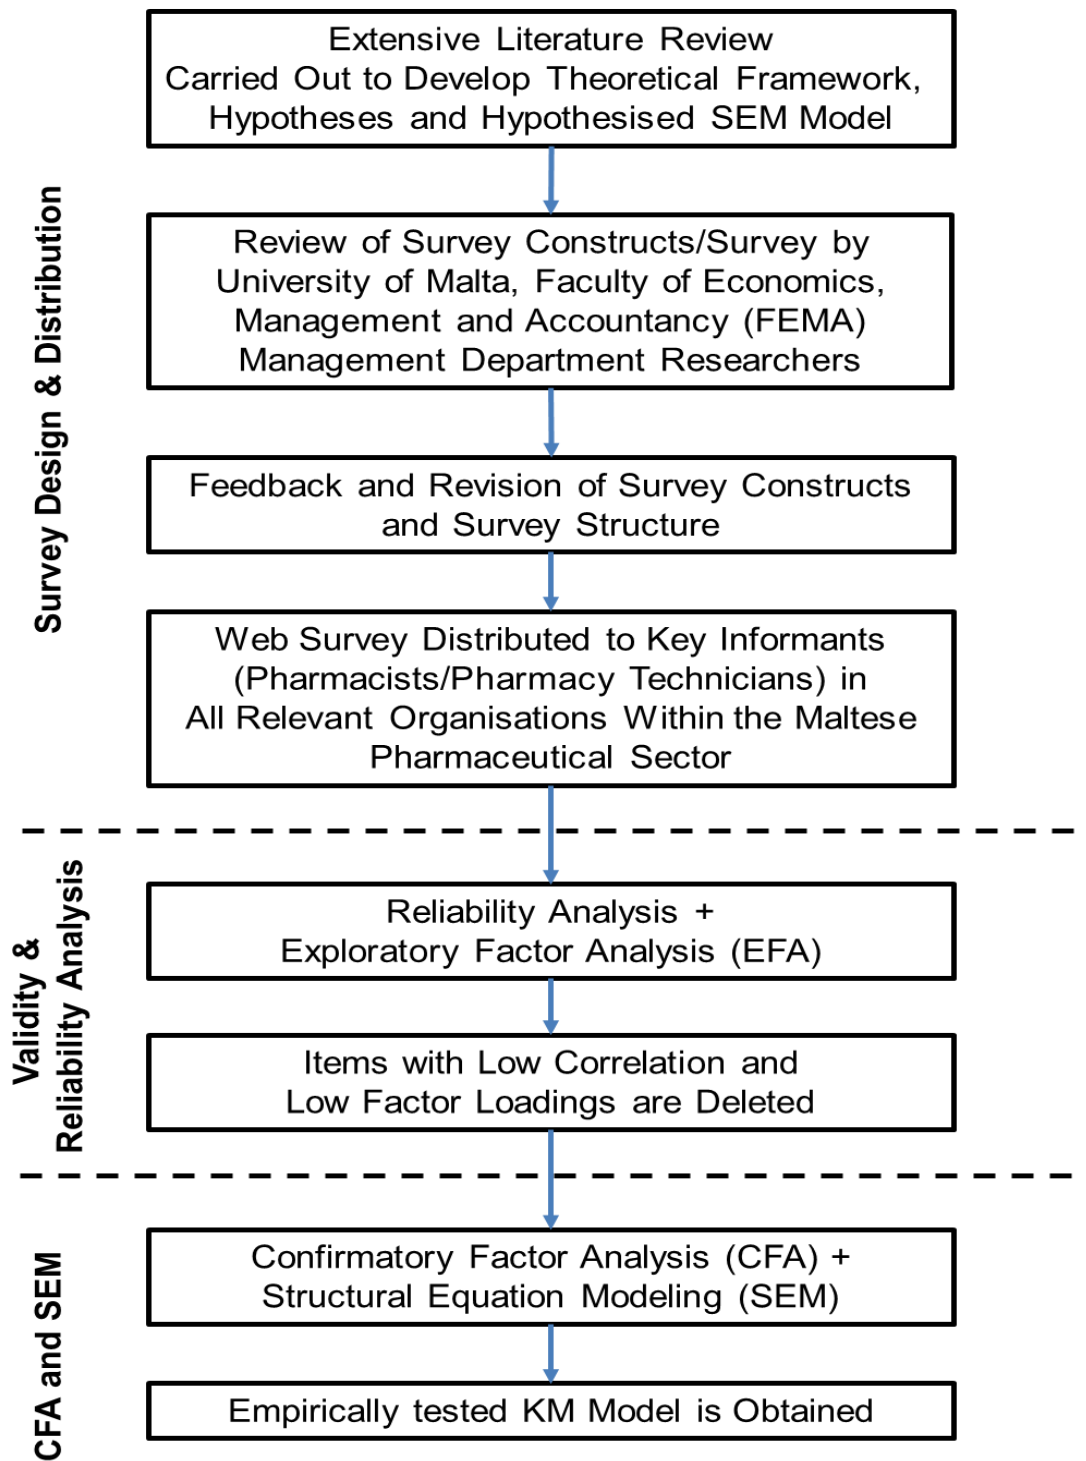 Extensive Literature Review
Carried Out to Develop Theoretical Framework,
Hypotheses and Hypothesised SEM Model
Survey Design & Distribution
Review of Survey Constructs/Survey by
University of Malta, Faculty of Economics,
Management and Accountancy (FEMA)
Management Department Researchers
Feedback and Revision of Survey Constructs
and Survey Structure
Web Survey Distributed to Key Informants
(Pharmacists/Pharmacy Technicians) in
All Relevant Organisations Within the Maltese
Pharmaceutical Sector
Validity &
Reliability Analysis
Reliability Analysis +
Exploratory Factor Analysis (EFA)
Items with Low Correlation and
Low Factor Loadings are Deleted
CFA and SEM
Confirmatory Factor Analysis (CFA) +
Structural Equation Modeling (SEM)
Empirically tested KM Model is Obtained